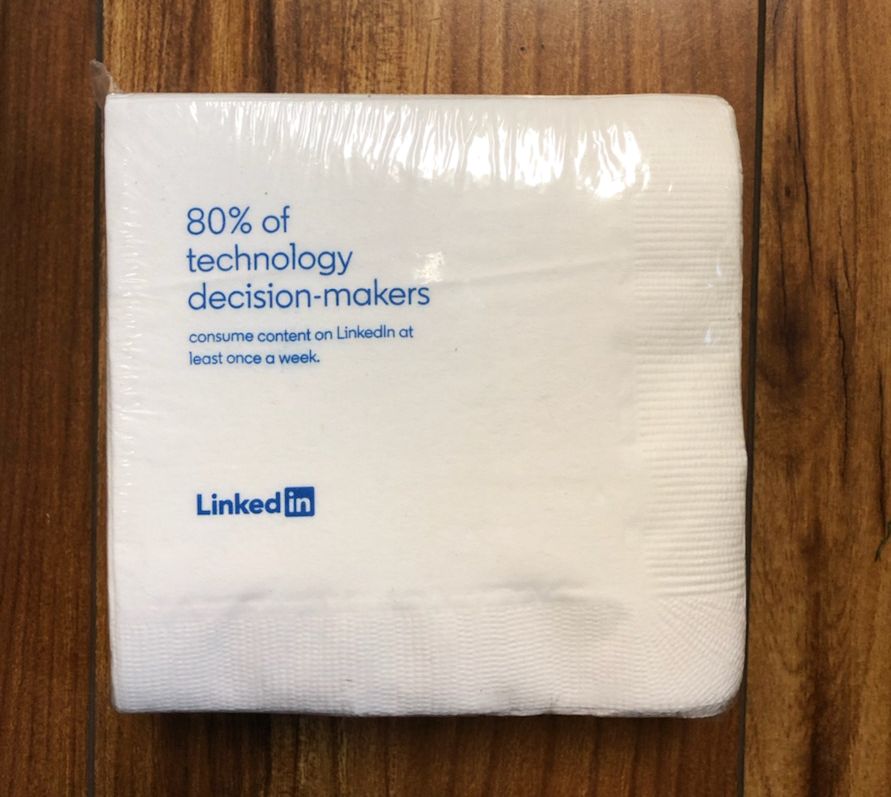 80% of
technology
decision-makers
consume content on LinkedIn at
least once a week.
Linkedin